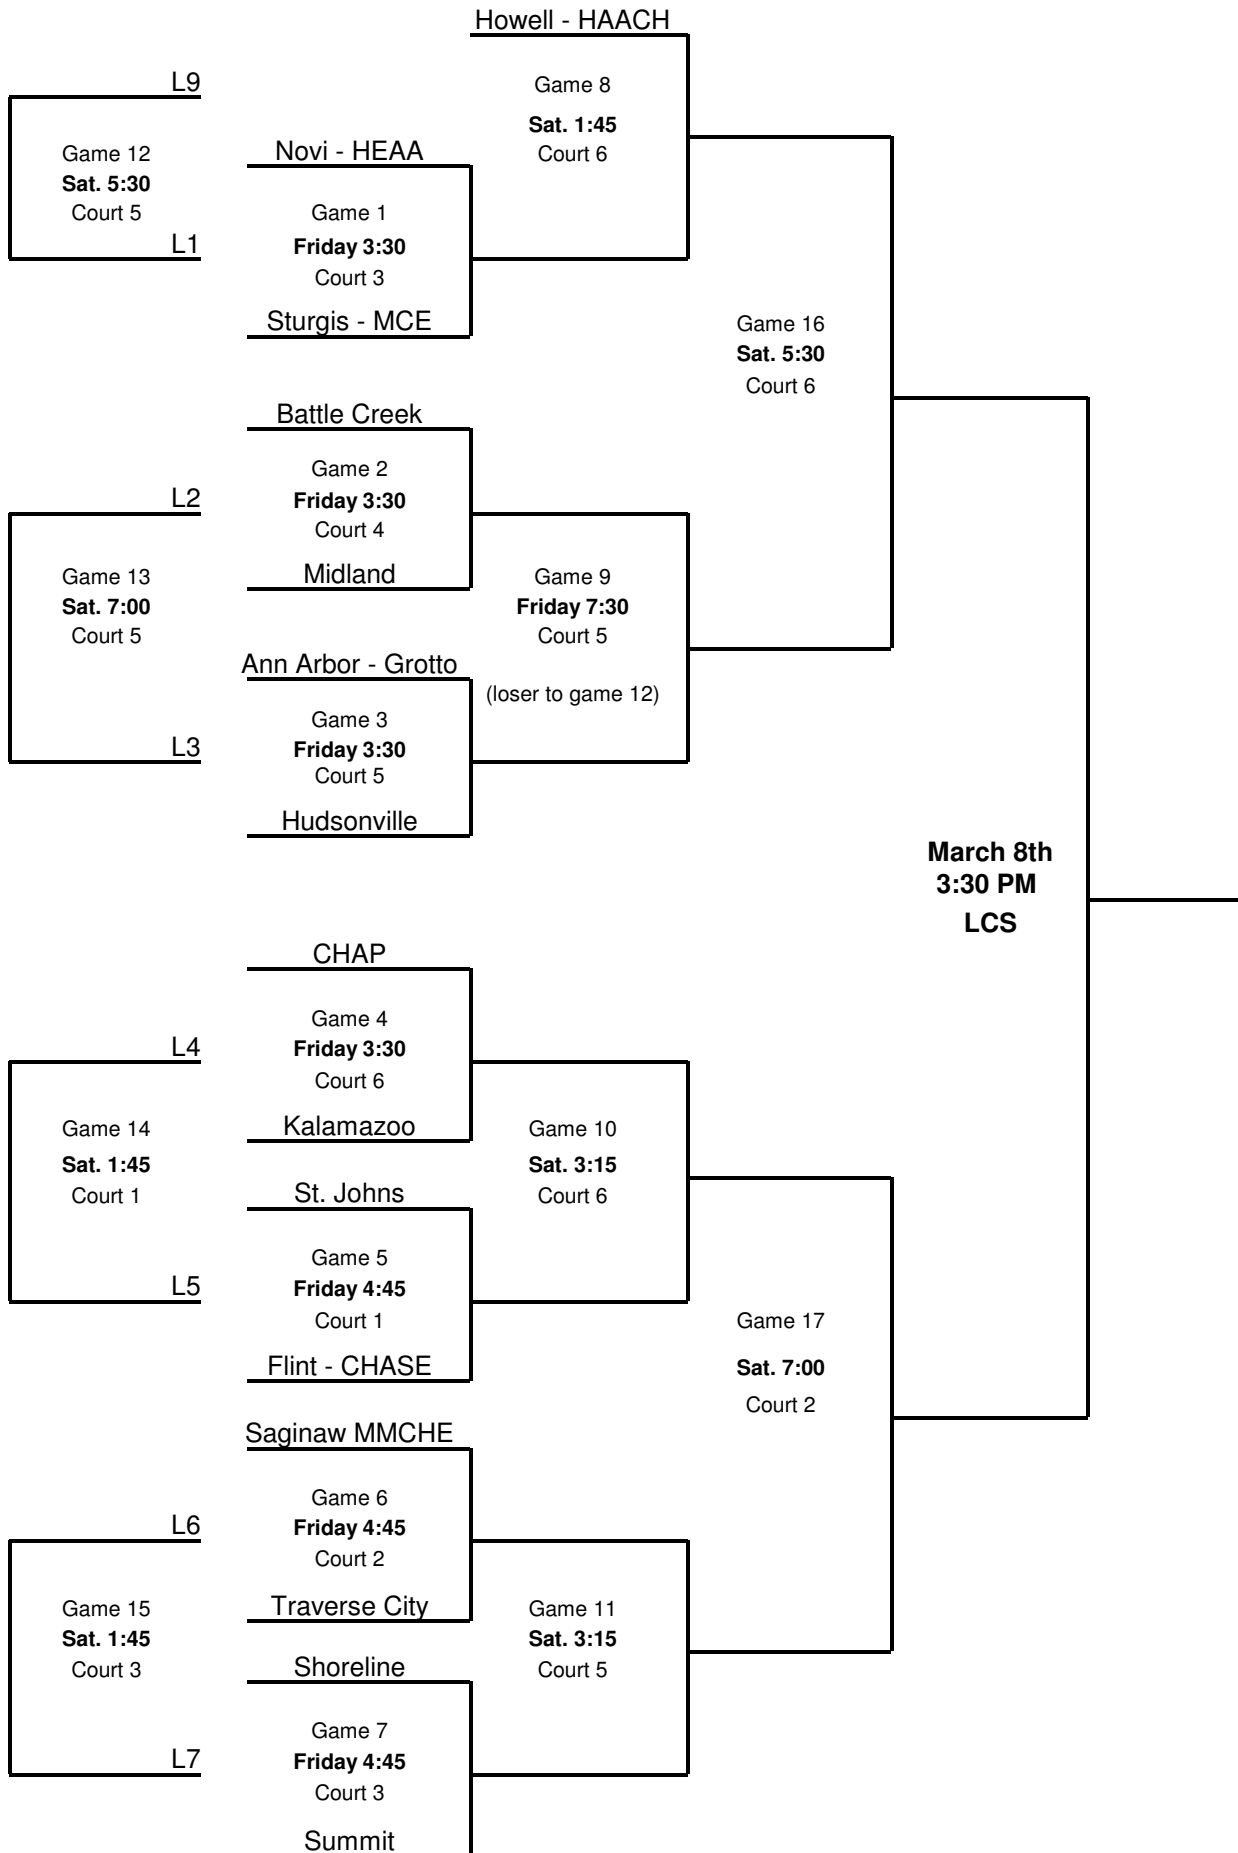 Howell - HAACH
L9
Game 8
Sat. 1:45
Court 6
Game 12
Sat. 5:30
Court 5
L1
Novi - HEAA
Game 1
Friday 3:30
Court 3
Sturgis - MCE
Game 16
Sat. 5:30
Court 6
Battle Creek
Game 2
Friday 3:30
Court 4
Midland
L2
Game 13
Sat. 7:00
Court 5
L3
Game 9
Friday 7:30
Court 5
(loser to game 12)
Ann Arbor - Grotto
Game 3
Friday 3:30
Court 5
Hudsonville
March 8th
3:30 PM
LCS
CHAP
Game 4
Friday 3:30
Court 6
Kalamazoo
L4
Game 14
Sat. 1:45
Court 1
L5
Game 10
Sat. 3:15
Court 6
St. Johns
Game 5
Friday 4:45
Court 1
Flint - CHASE
Game 17
Sat. 7:00
Court 2
Saginaw MMCHE
Game 6
Friday 4:45
Court 2
Traverse City
L6
Game 15
Sat. 1:45
Court 3
L7
Game 11
Sat. 3:15
Court 5
Shoreline
Game 7
Friday 4:45
Court 3
Summit